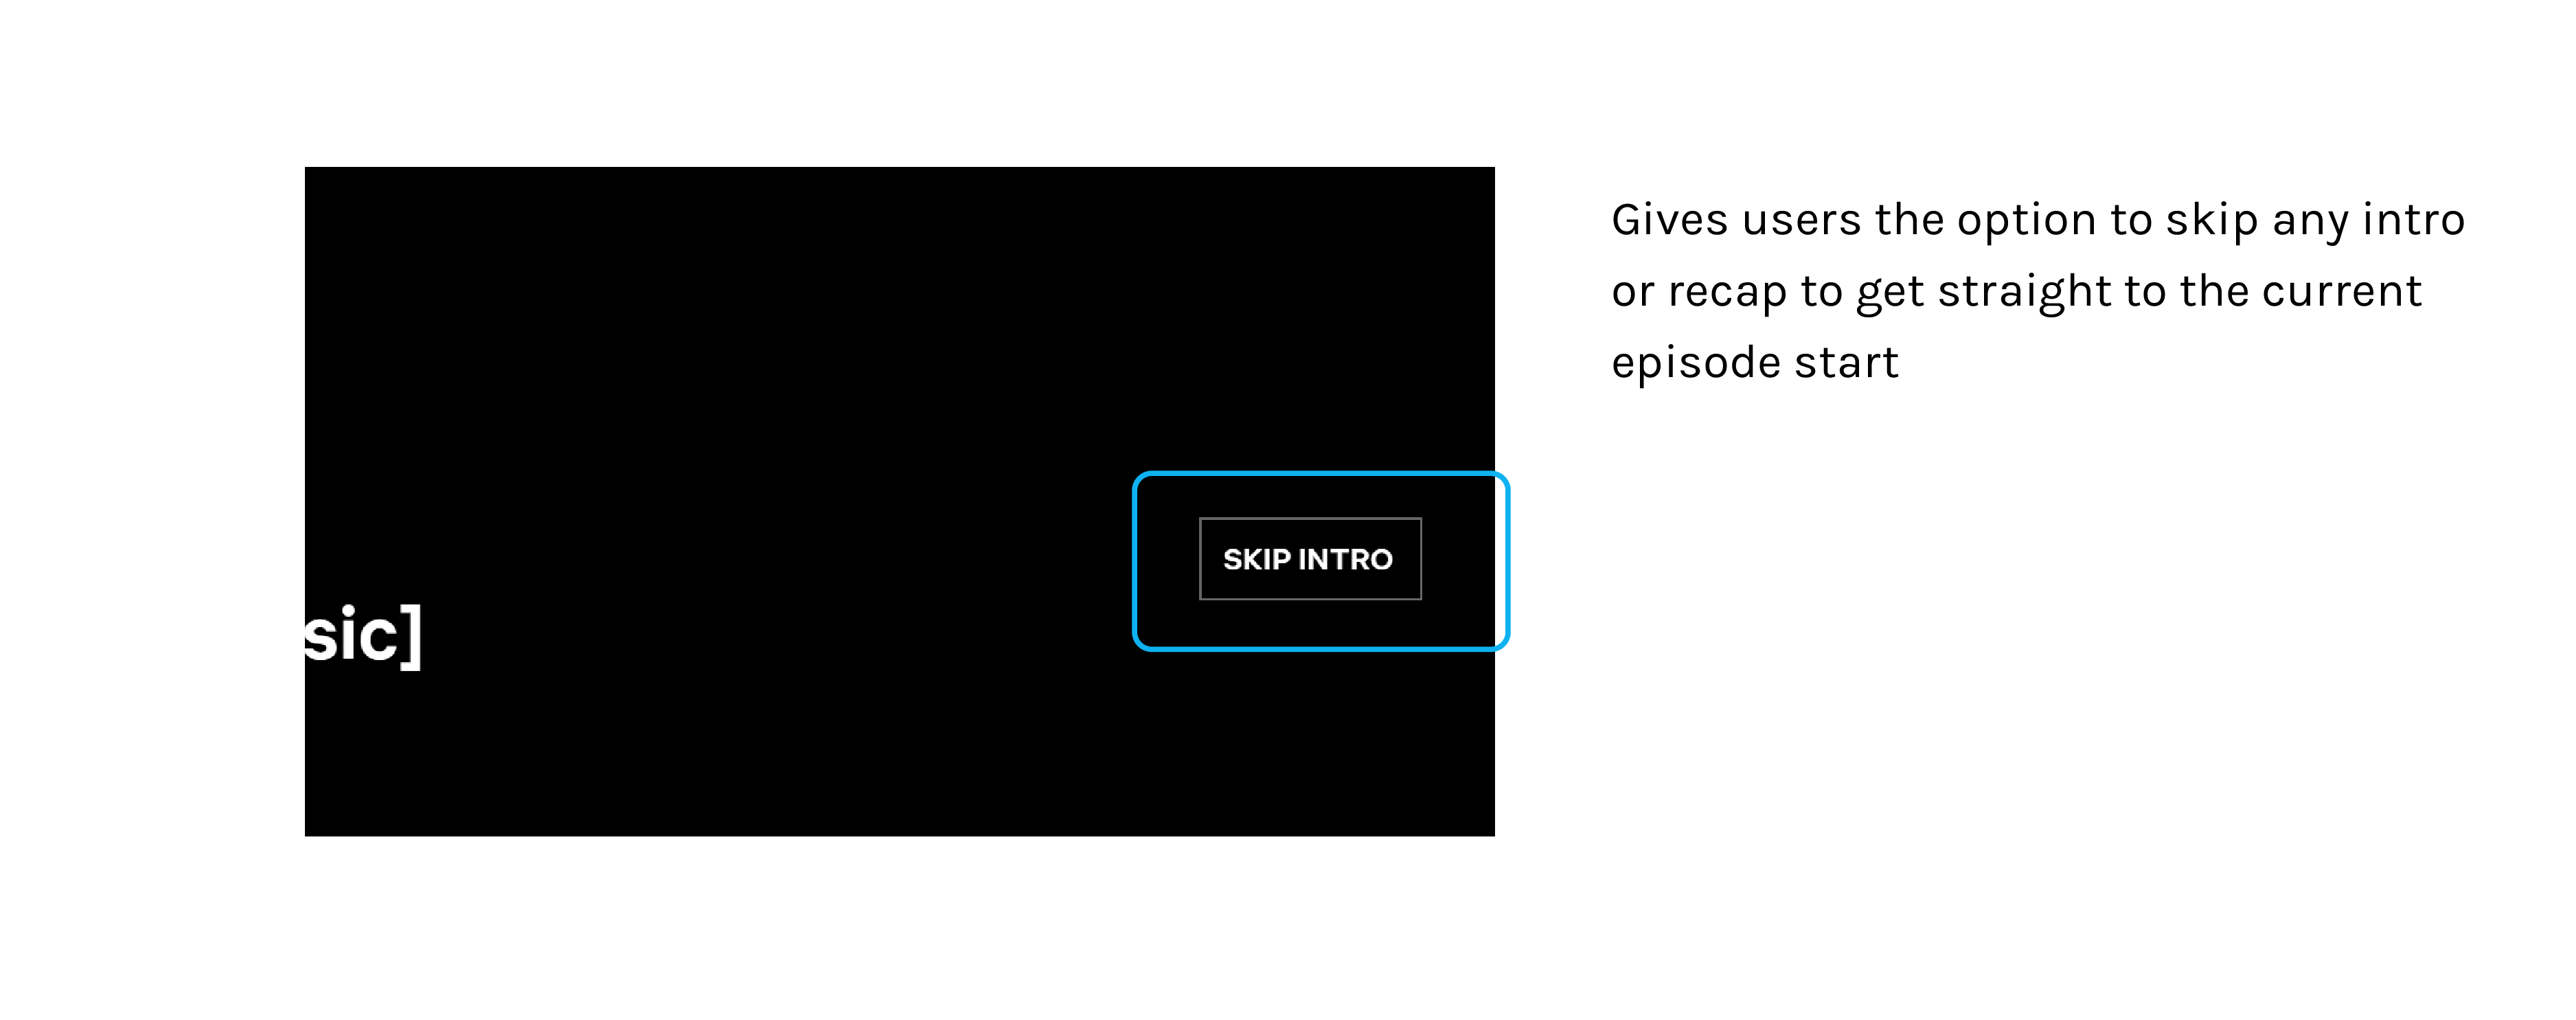 Gives users the option to skip any intro
or recap to get straight to the current
episode start
SKIP INTRO
sic]